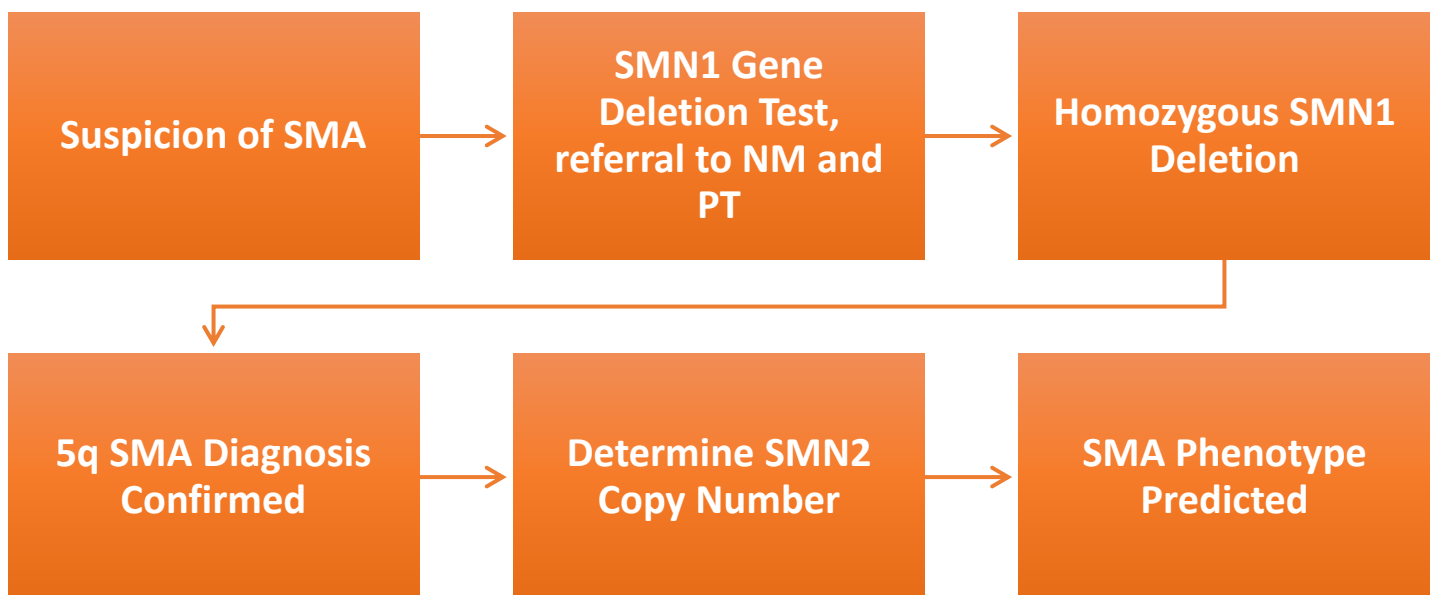 Suspicion of SMA
SMN1 Gene
Deletion Test,
referral to NM and
PT
Homozygous SMN1
Deletion
5q SMA Diagnosis
Confirmed
Determine SMN2
Copy Number
SMA Phenotype
Predicted